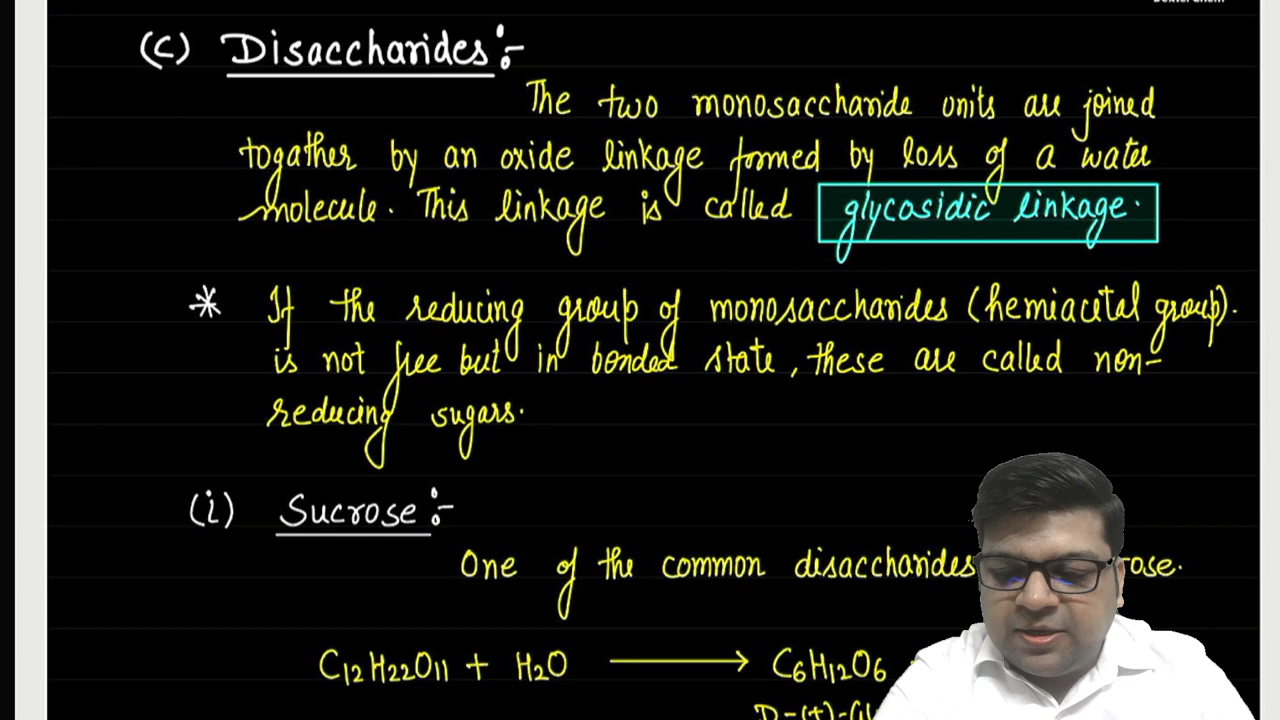 (c) Disaccharides :-
The two monosaccharide units are joined
togather by an oxide linkage formed by loss of a water
molecule. This linkage is called glycosidic linkage.
* If the reducing group of monosaccharides (hemiacetal group).
is not free but in bonded state, these are called non-
reducing sugars.
(i) Sucrose :-
One of the common disaccharides
C12H22O11 + H2O ⟶ C6H12O6